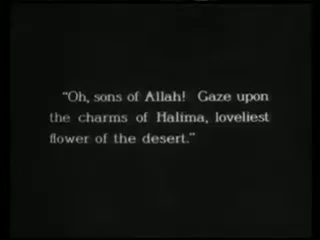 "Oh, sons of Allah! Gaze upon
the charms of Halima, loveliest
flower of the desert."